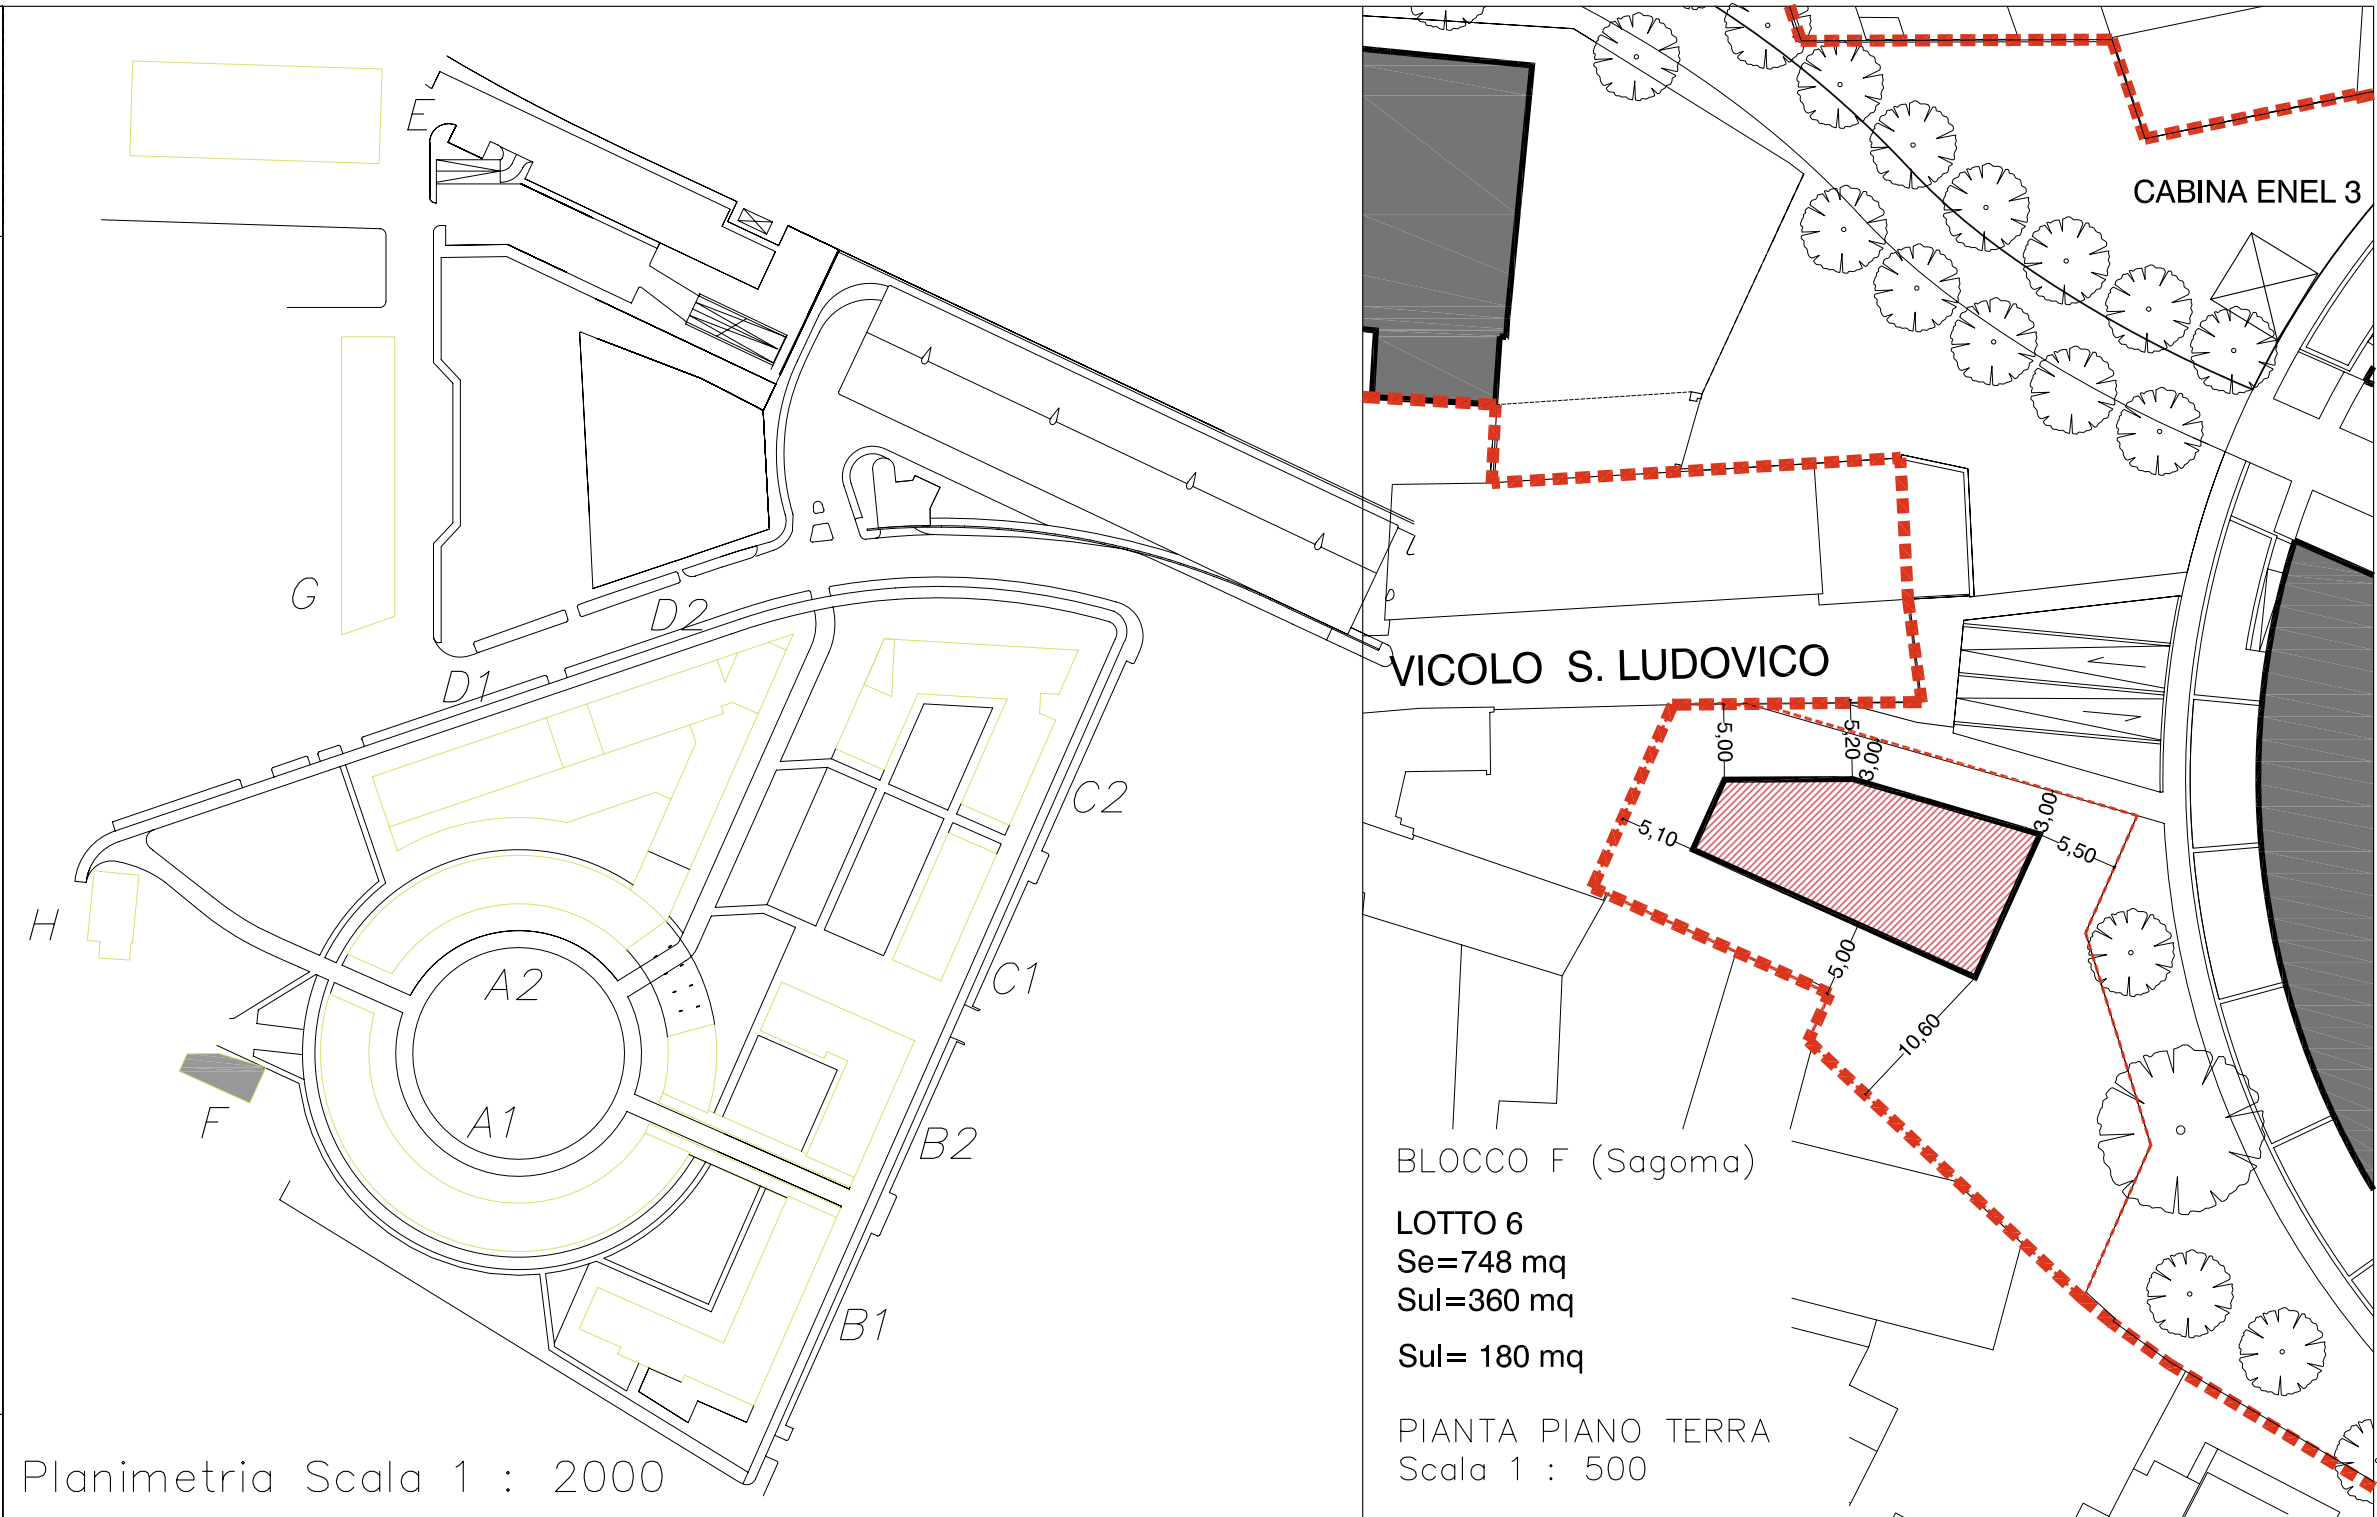 E
G
D2
D1
H
A2
F
A1
C2
C1
B2
B1
Planimetria Scala 1 : 2000
CABINA ENEL 3
VICOLO S. LUDOVICO
5,00
5,20
3,00
3,00
5,10
5,50
5,00
10,60
BLOCCO F (Sagoma)
LOTTO 6
Se=748 mq
Sul=360 mq
Sul= 180 mq
PIANTA PIANO TERRA
Scala 1 : 500